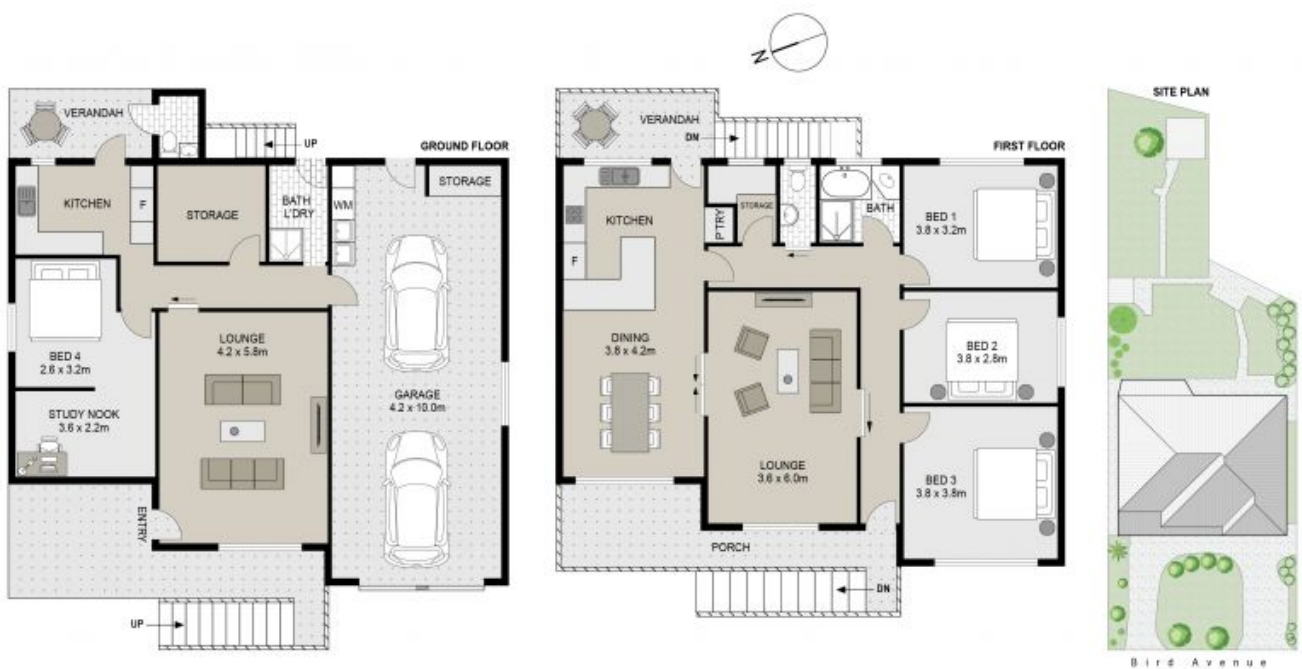 N
GROUND FLOOR
VERANDAH
UP
KITCHEN
F
STORAGE
BATH
L'DRY
WM
STORAGE
BED 4
2.6 x 3.2m
LOUNGE
4.2 x 5.8m
GARAGE
4.2 x 10.0m
STUDY NOOK
3.6 x 2.2m
ENTRY
UP
FIRST FLOOR
VERANDAH
DN
KITCHEN
F
P'TRY
STORAGE
BATH
BED 1
3.8 x 3.2m
DINING
3.8 x 4.2m
BED 2
3.8 x 2.8m
LOUNGE
3.6 x 6.0m
BED 3
3.8 x 3.8m
PORCH
DN
SITE PLAN
Bird Avenue